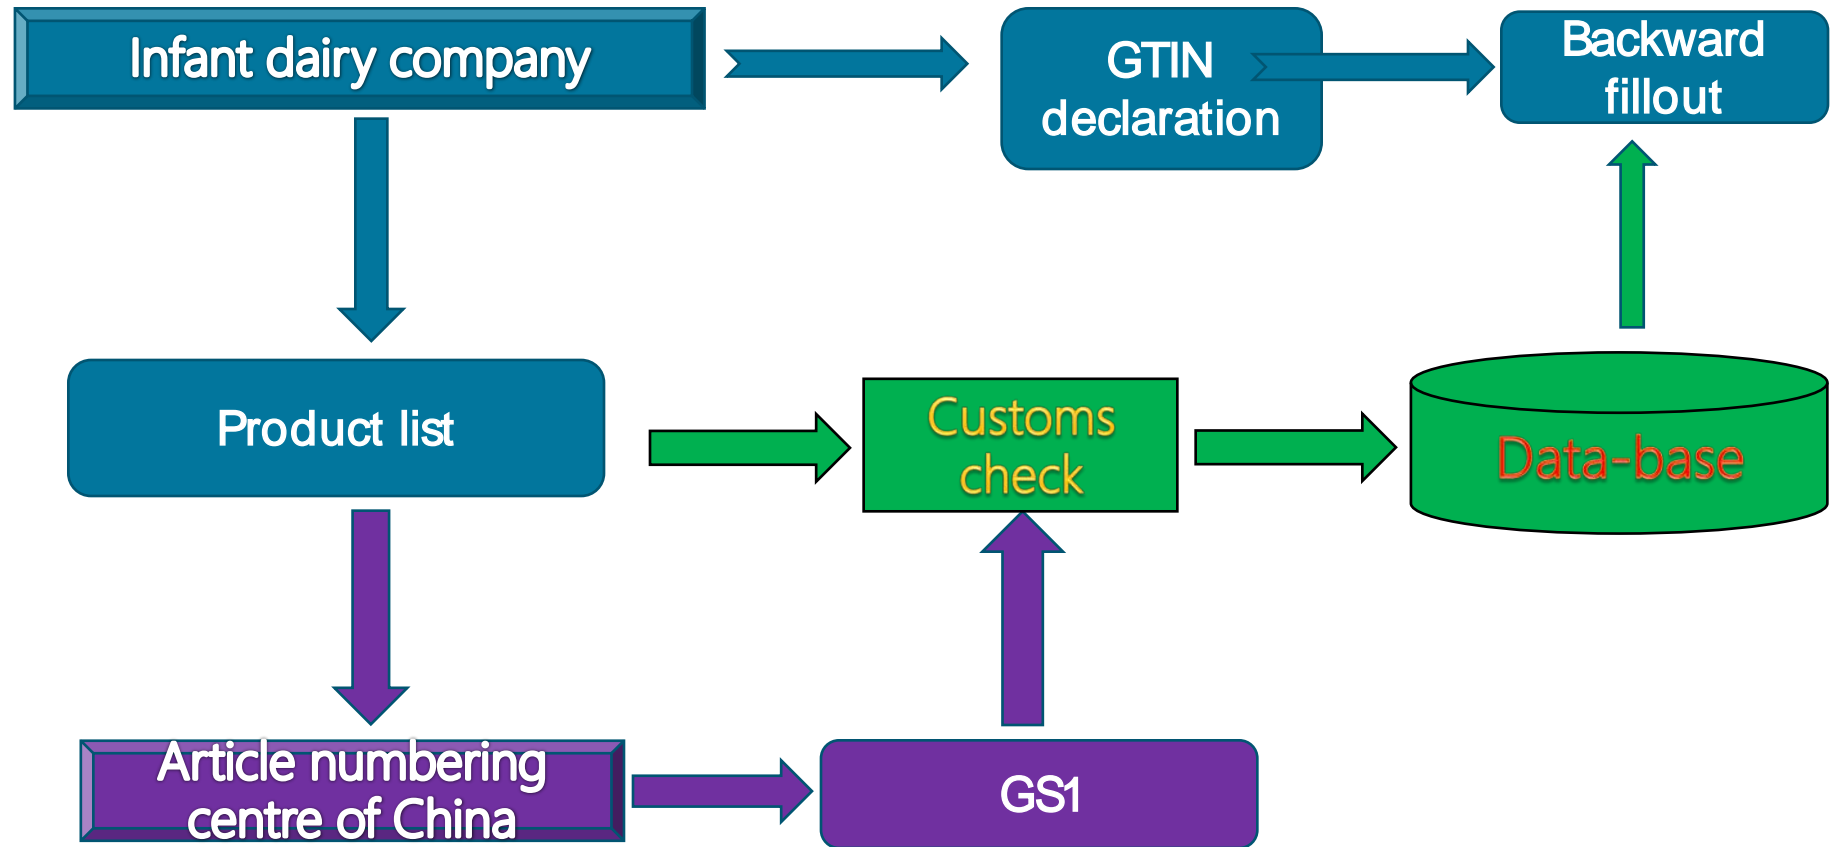 Infant dairy company
GTIN
declaration
Backward
fillout
Product list
Customs
check
Data-base
Article numbering
centre of China
GS1